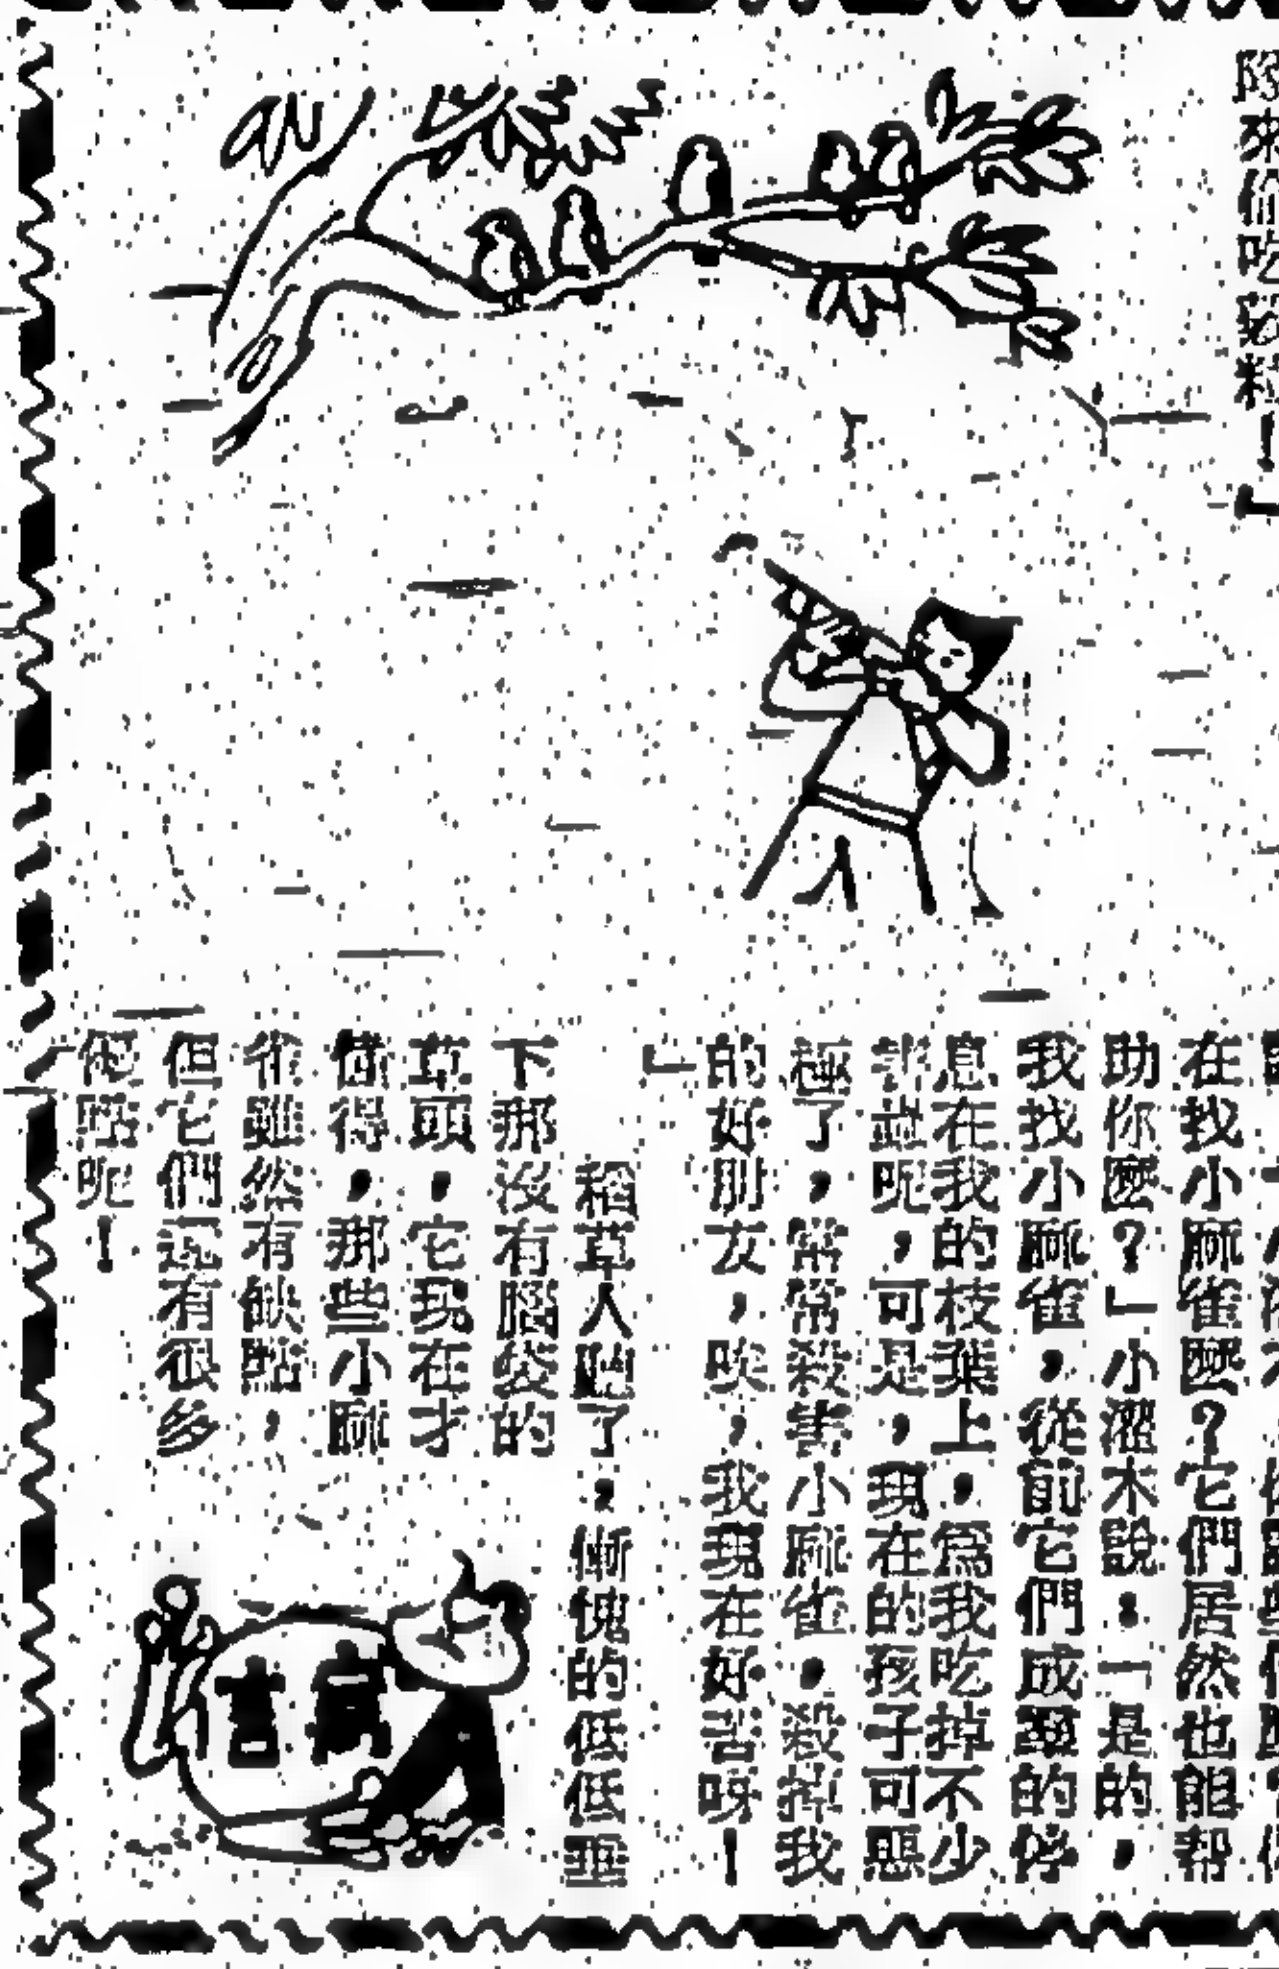 在找小麻雀麼？它們居然也能幫
助你麼？」小灌木說：「是的，
我找小麻雀，從前它們成羣的停
息在我的枝葉上，爲我吃掉不少
害蟲呢，可是，現在的孩子可惡
極了，常常殺害小麻雀，殺掉我
的好朋友，唉，我現在好苦呀！
」
稻草人聽了，慚愧的低低垂
下那沒有腦袋的
草頭，它現在才
懂得，那些小麻
雀雖然有缺點，
但它們還有很多
優點呢！
寓言